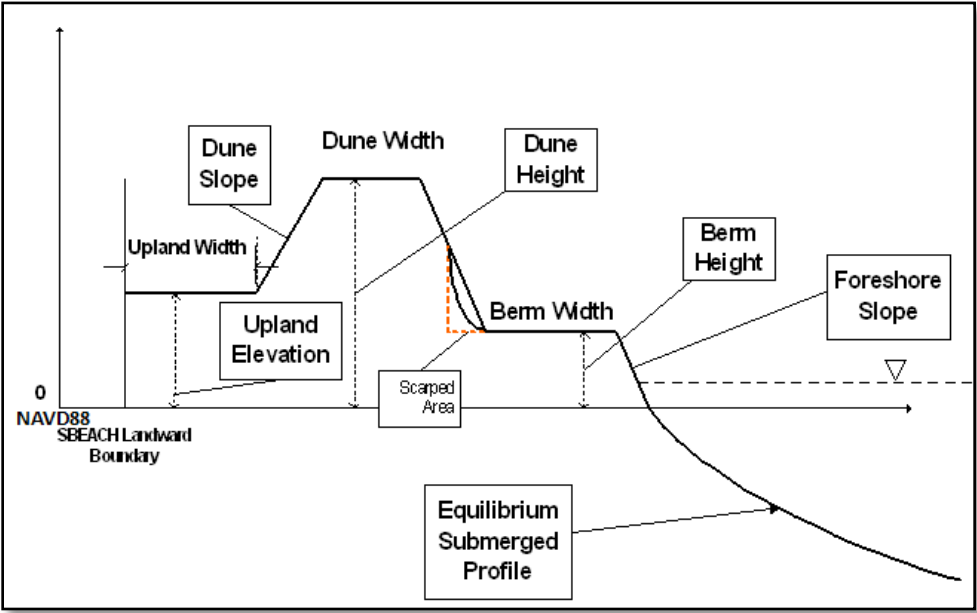 Dune Width
Dune
Slope
Dune
Height
Upland Width
Berm
Height
Foreshore
Slope
Berm Width
Upland
Elevation
Scarped
Area
0
NAVD88
SBEACH Landward
Boundary
Equilibrium
Submerged
Profile